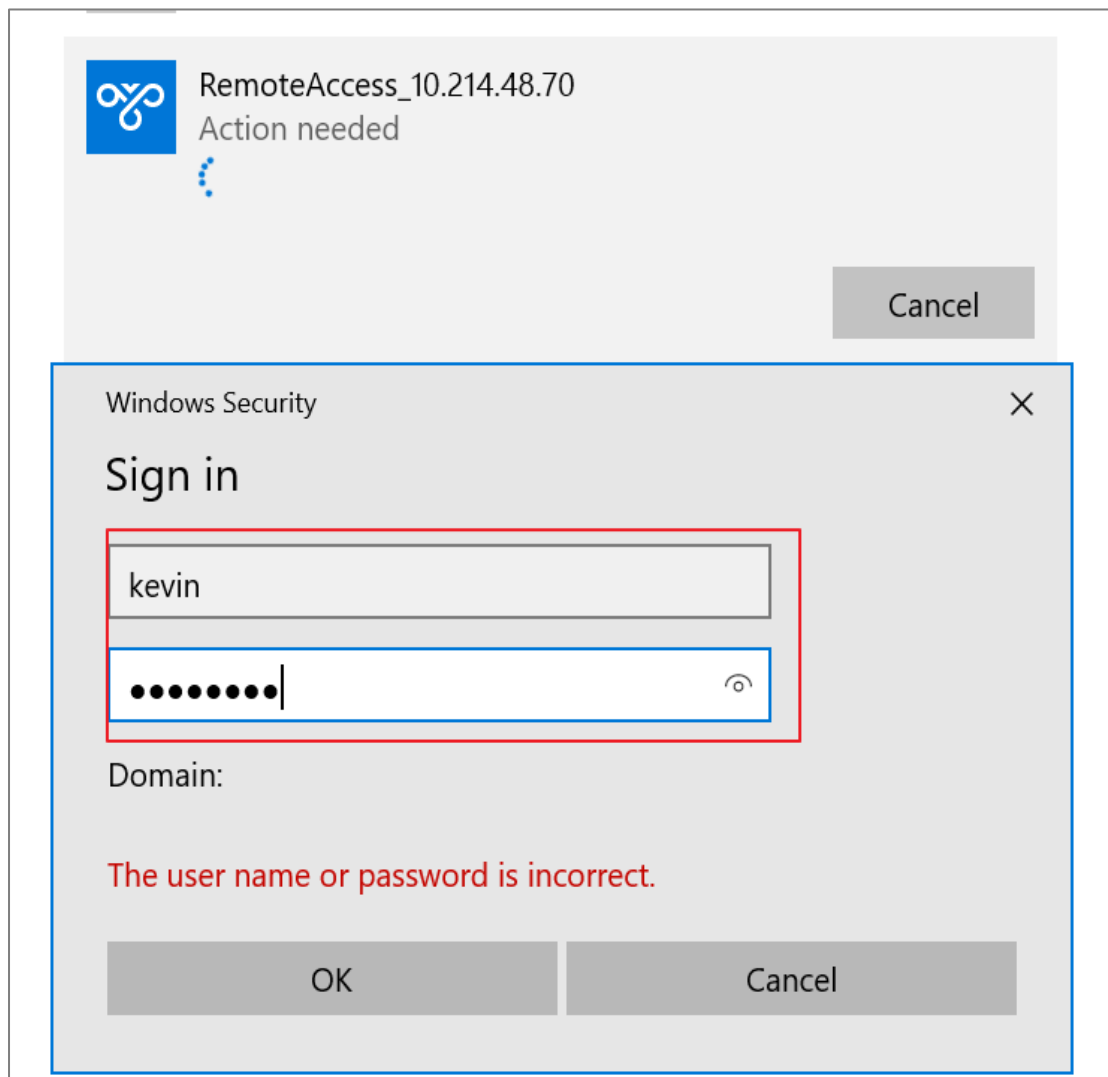 RemoteAccess_10.214.48.70
Action needed
Cancel
Windows Security
Sign in
kevin
••••••••
Domain:
The user name or password is incorrect.
OK
Cancel